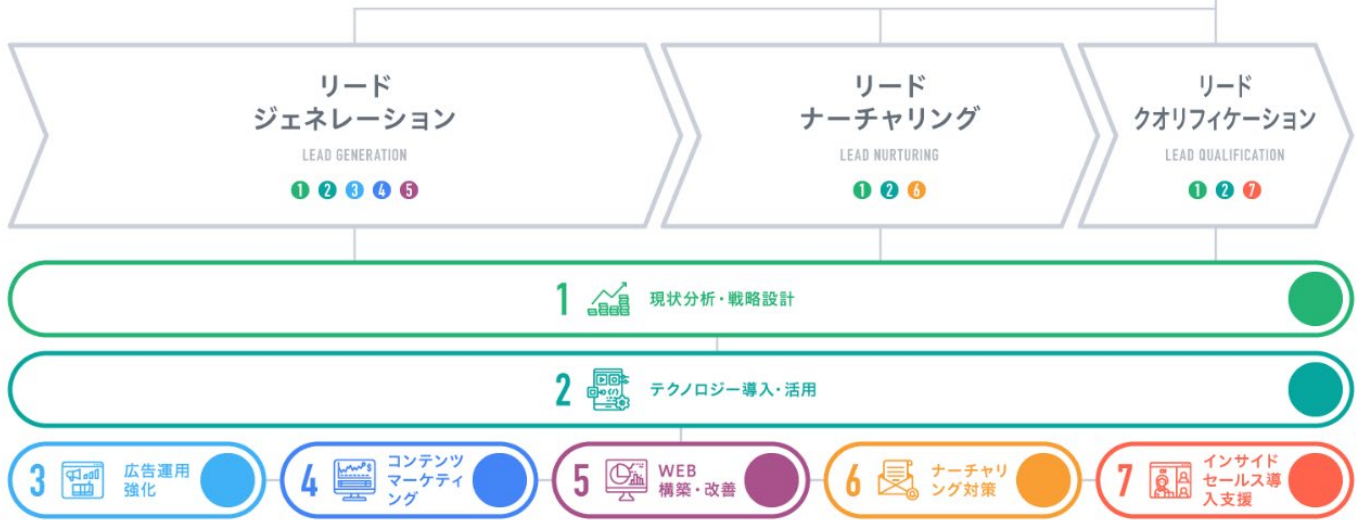 リード
ジェネレーション
LEAD GENERATION
1 2 3 4 5
リード
ナーチャリング
LEAD NURTURING
1 2 6
リード
クオリフィケーション
LEAD QUALIFICATION
1 2 7
1 現状分析・戦略設計
2 テクノロジー導入・活用
3 広告運用
強化
4 コンテンツ
マーケティ
ング
5 WEB
構築・改善
6 ナーチャリ
ング対策
7 インサイド
セールス導
入支援